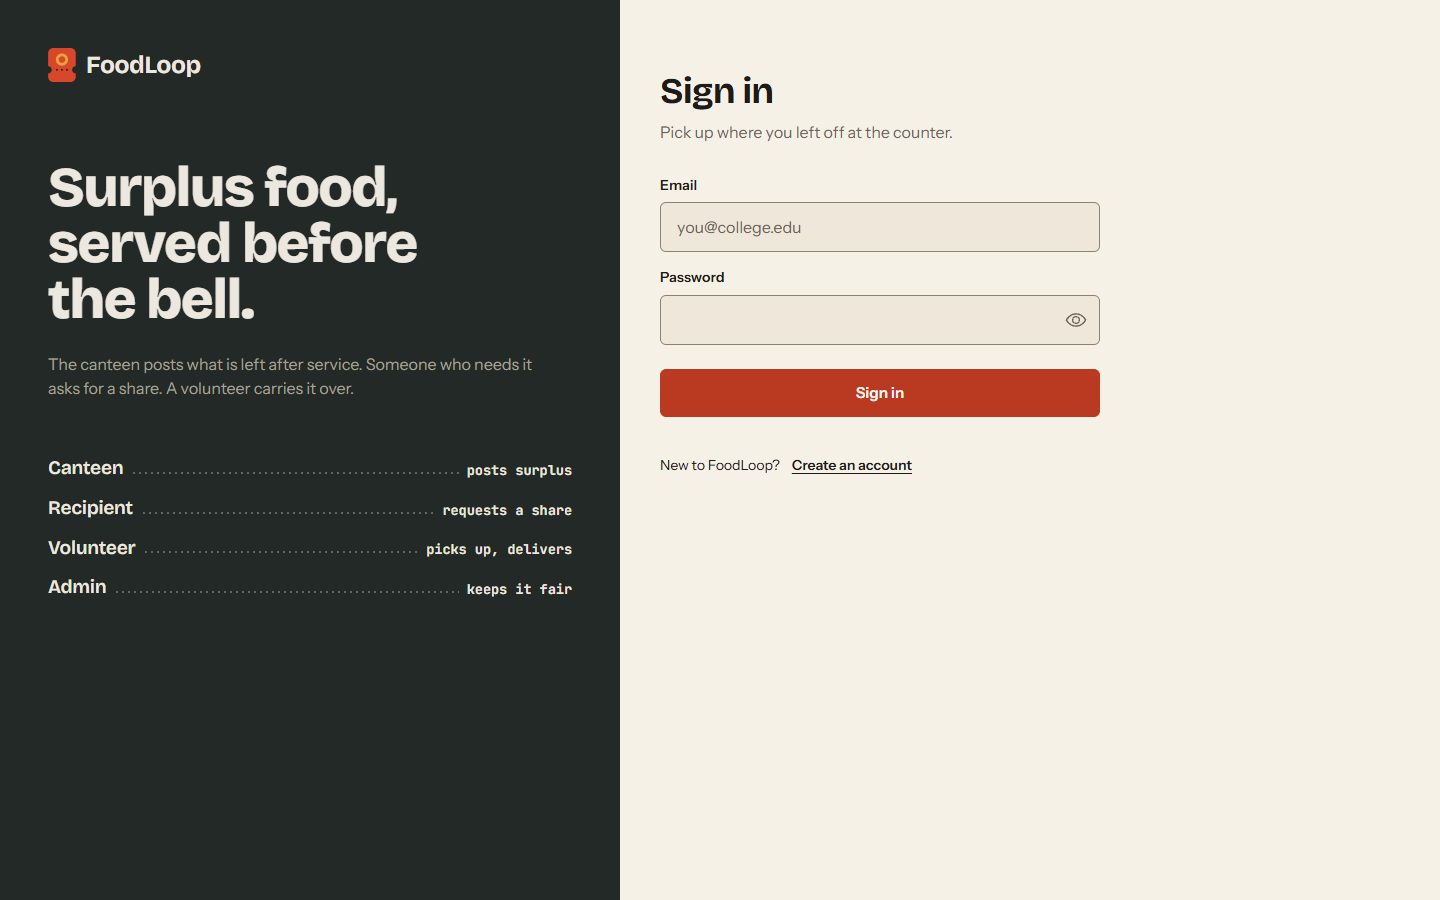 FoodLoop
Surplus food,
served before
the bell.
The canteen posts what is left after service. Someone who needs it
asks for a share. A volunteer carries it over.
Canteen posts surplus
Recipient requests a share
Volunteer picks up, delivers
Admin keeps it fair
Sign in
Pick up where you left off at the counter.
Email
you@college.edu
Password
Sign in
New to FoodLoop? Create an account